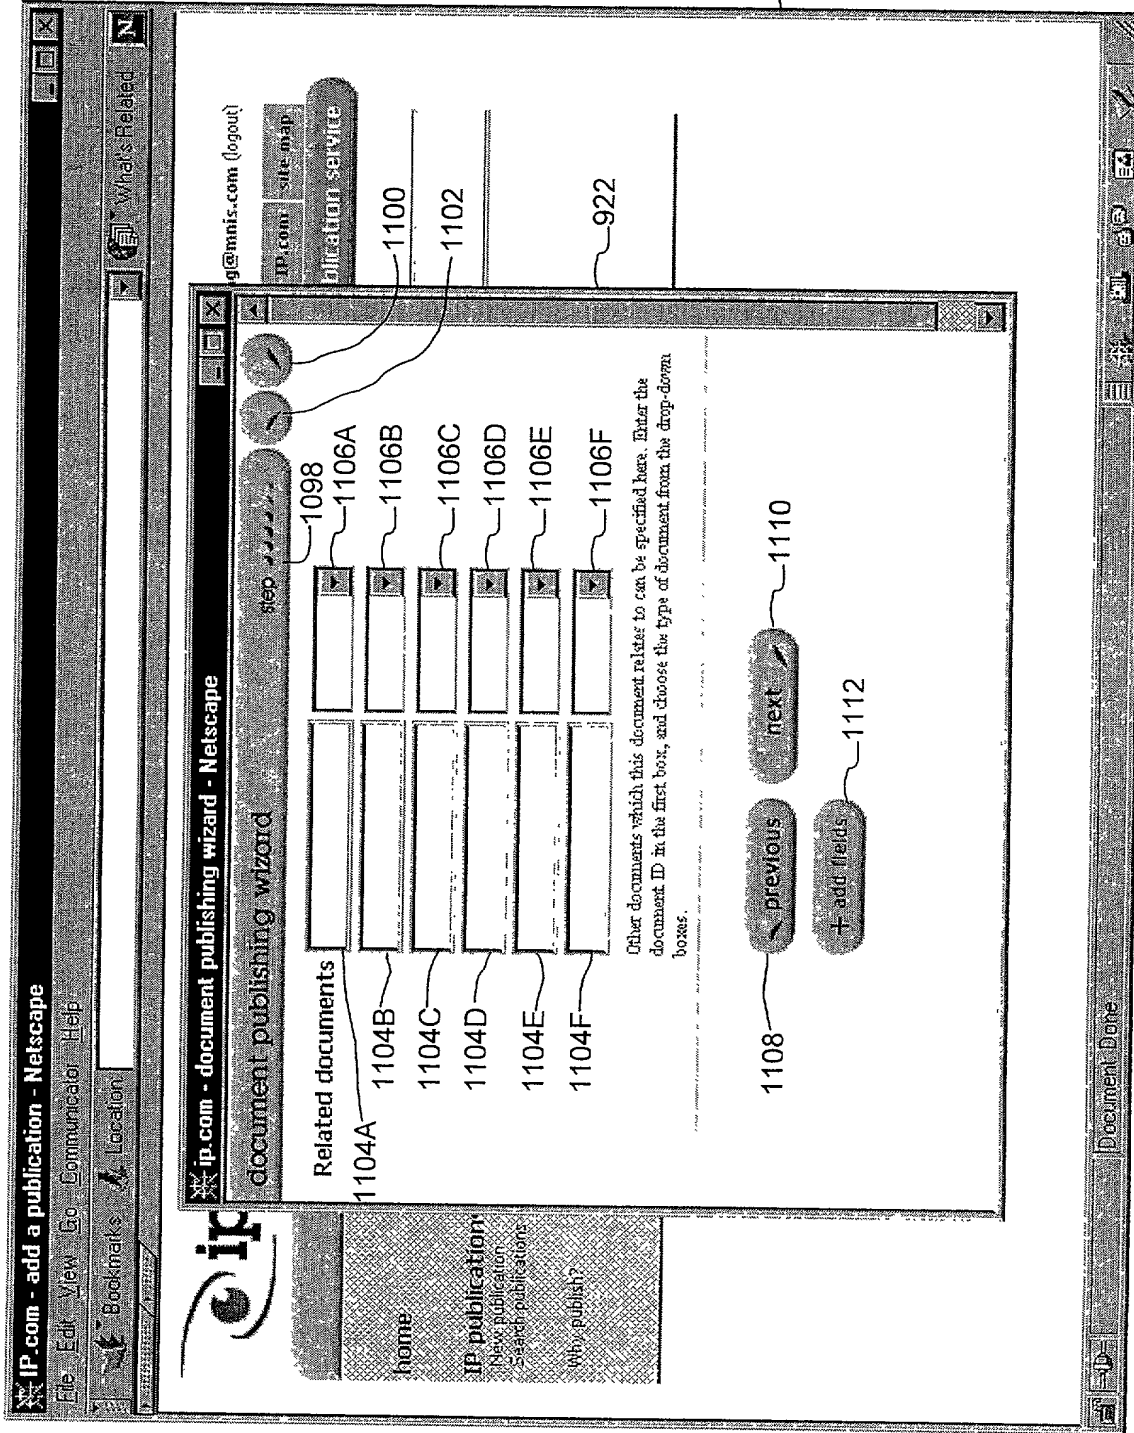 IP.com - add a publication - Netscape
File Edit View Go Communicator Help
Bookmarks Location What's Related N
ip
g@mnis.com (logout)
IP.com site map
plication service
home
IP publication
New publication
Search publications
Why publish?
ip.com - document publishing wizard - Netscape
document publishing wizard step
1098
1100
1102
Related documents
1104A
1106A
1104B
1106B
1104C
1106C
1104D
1106D
1104E
1106E
1104F
1106F
922
Other documents which this document relates to can be specified here. Enter the
document ID in the first box, and choose the type of document from the drop-down
boxes.
1108
previous
next
1110
+ add fields
1112
Document: Done